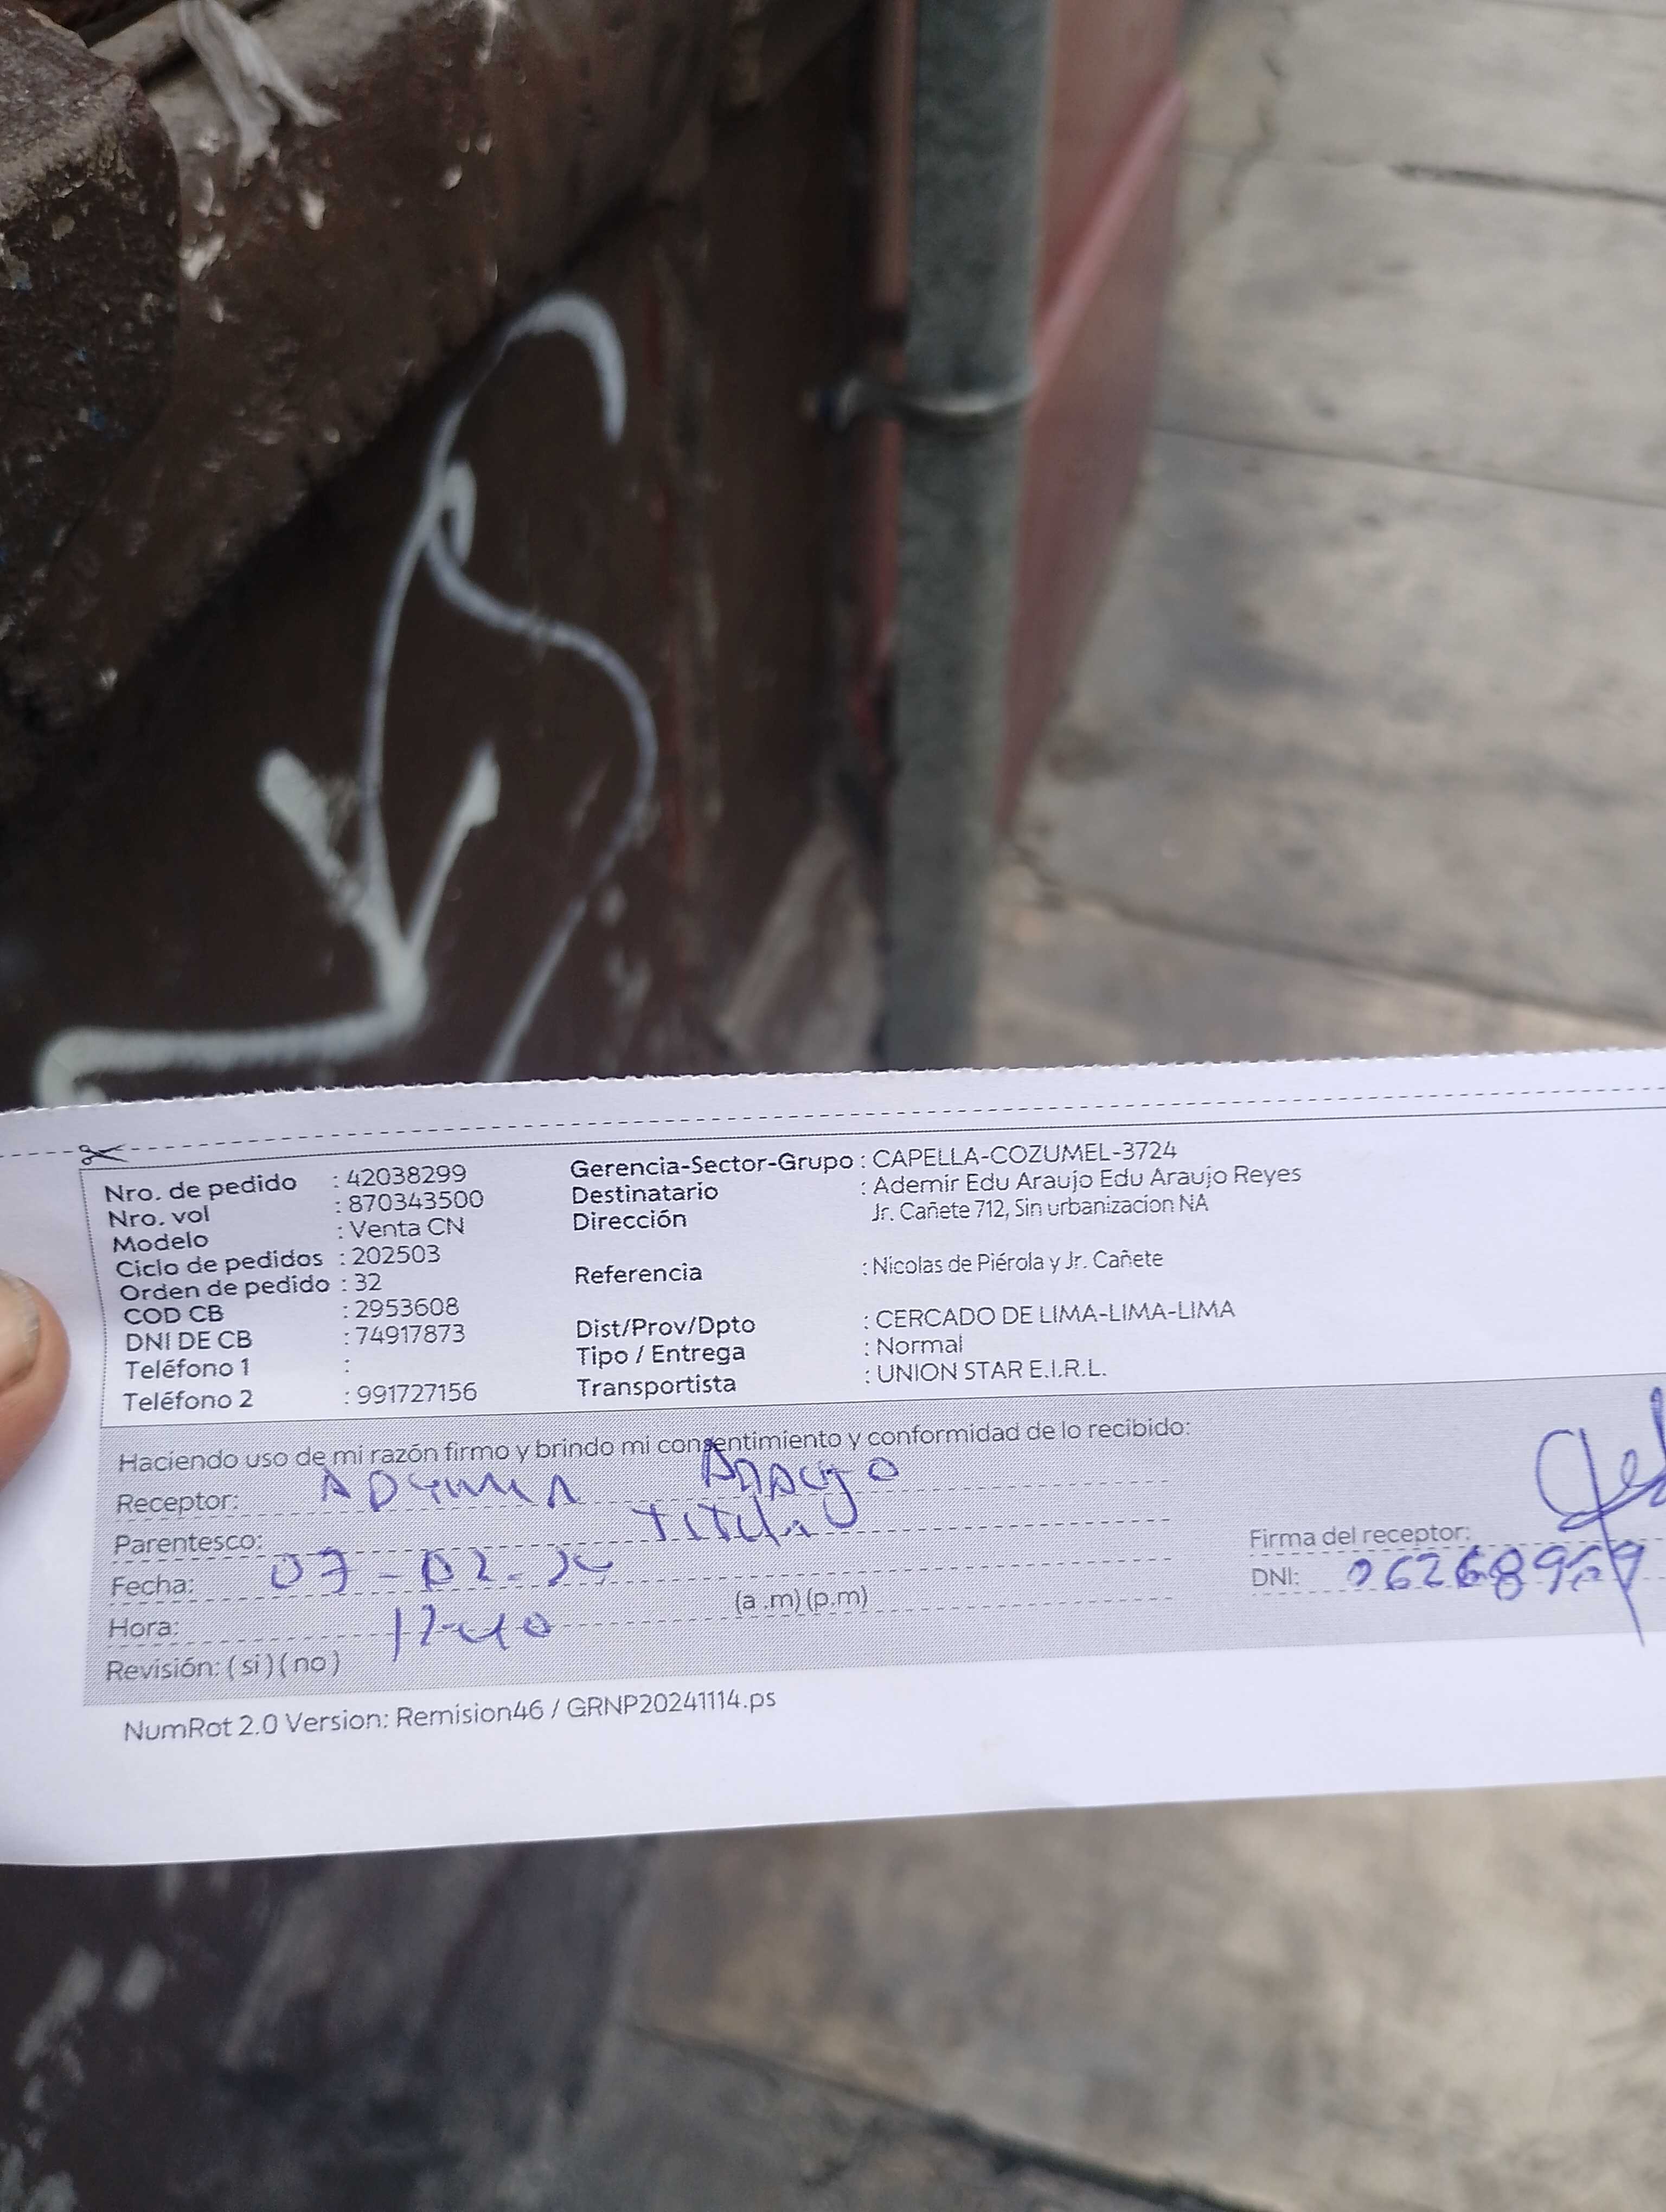 Nro. de pedido : 42038299
Nro. vol : 870343500
Modelo : Venta CN
Ciclo de pedidos : 202503
Orden de pedido : 32
COD CB : 2953608
DNI DE CB : 74917873
Teléfono 1 :
Teléfono 2 : 991727156
Gerencia-Sector-Grupo : CAPELLA-COZUMEL-3724
Destinatario : Ademir Edu Araujo Edu Araujo Reyes
Dirección Jr. Cañete 712, Sin urbanizacion NA
Referencia : Nicolas de Piérola y Jr. Cañete
Dist/Prov/Dpto : CERCADO DE LIMA-LIMA-LIMA
Tipo / Entrega : Normal
Transportista : UNION STAR E.I.R.L.
Haciendo uso de mi razón firmo y brindo mi consentimiento y conformidad de lo recibido:
Receptor: Araujo
Parentesco: Titular
Fecha: 07-02-
Hora: (a .m) (p.m)
Revisión: ( si ) ( no )
Firma del receptor:
DNI:
NumRot 2.0 Version: Remision46 / GRNP20241114.ps